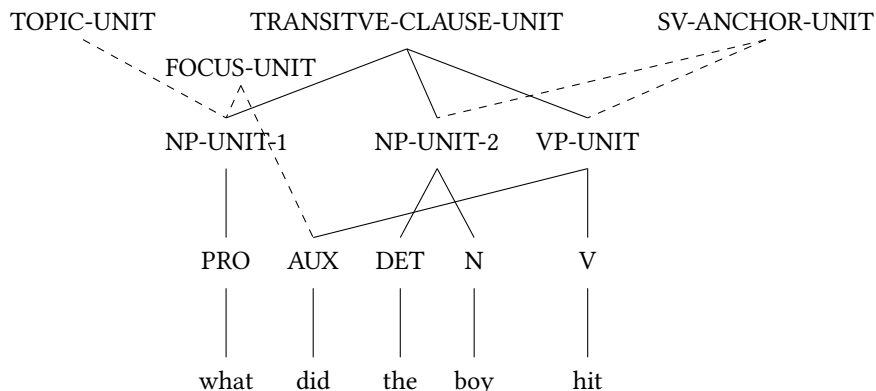 TOPIC-UNIT TRANSITVE-CLAUSE-UNIT SV-ANCHOR-UNIT
FOCUS-UNIT
NP-UNIT-1 NP-UNIT-2 VP-UNIT
PRO AUX DET N V
what did the boy hit